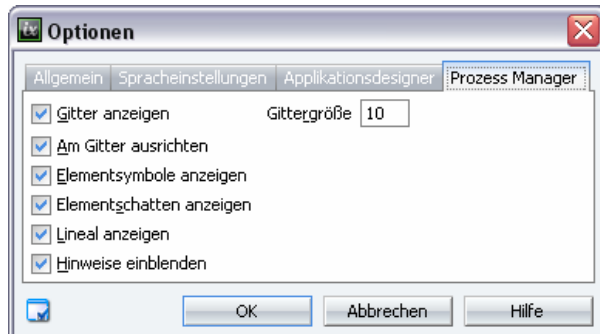 ix Optionen
Allgemein Spracheinstellungen Applikationsdesigner Prozess Manager
Gitter anzeigen Gittergröße 10
Am Gitter ausrichten
Elementsymbole anzeigen
Elementschatten anzeigen
Lineal anzeigen
Hinweise einblenden
OK Abbrechen Hilfe